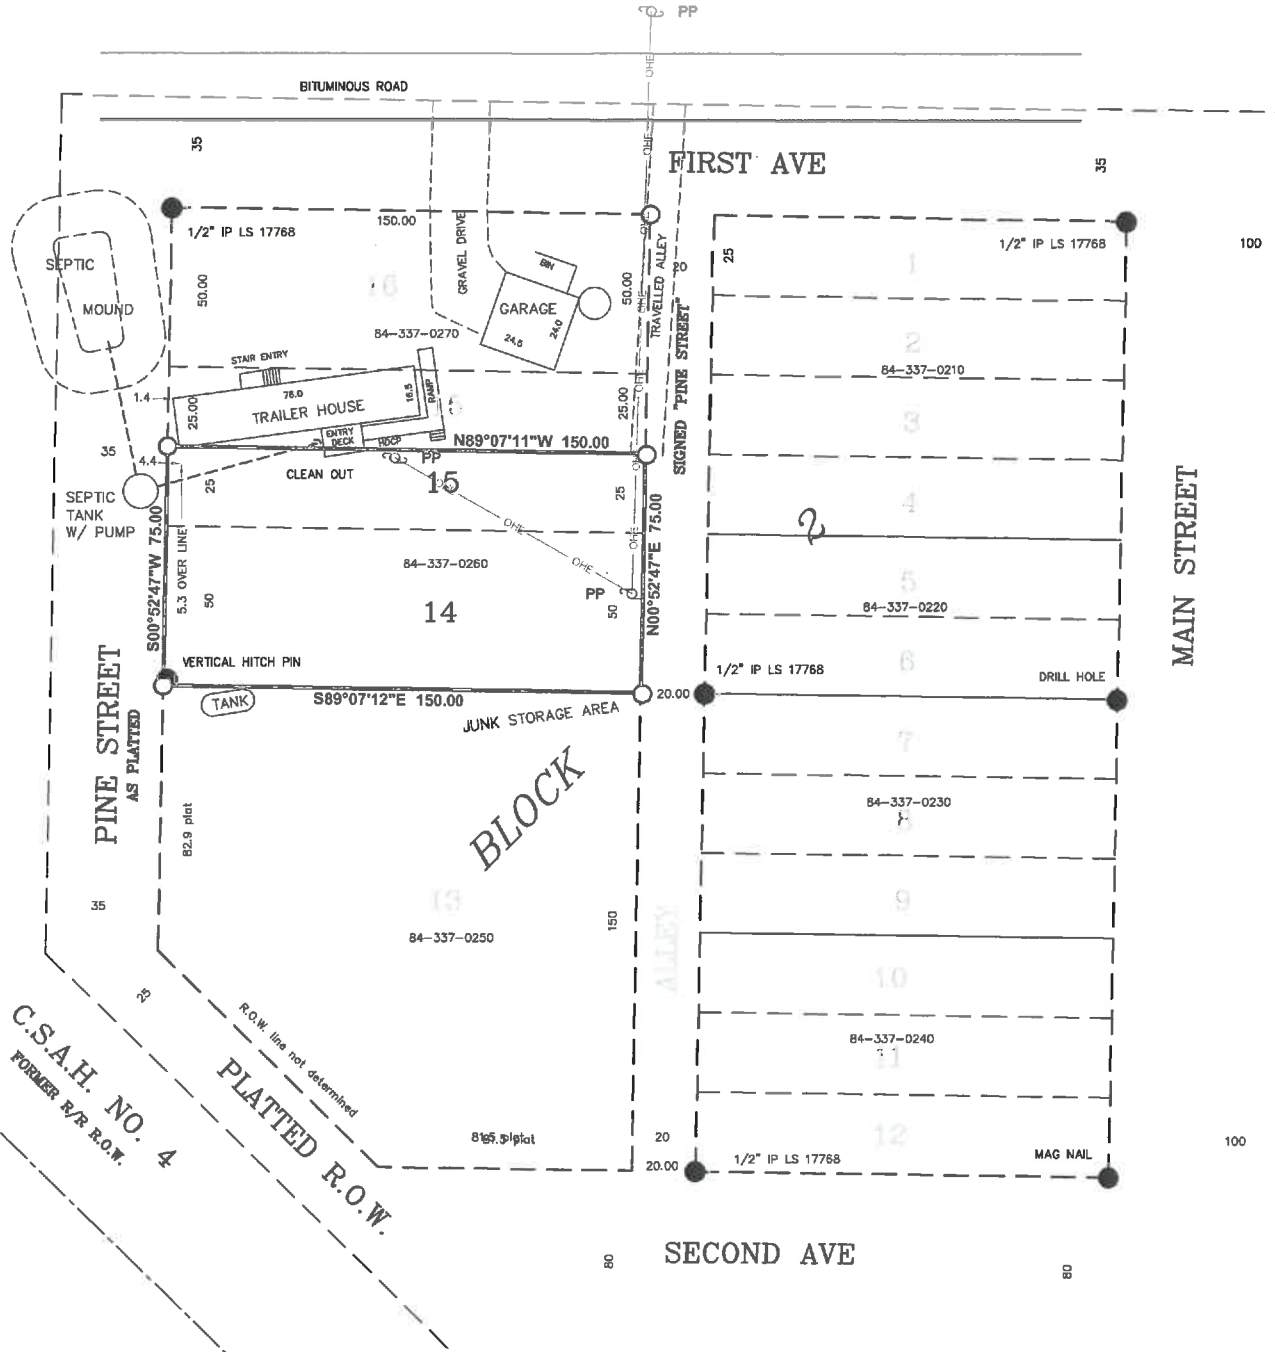 PP
OHE
BITUMINOUS ROAD
35
FIRST AVE
35
1/2" IP LS 17768
150.00
GRAVEL DRIVE
TRAVELLED ALLEY
20
25
1/2" IP LS 17768
100
1
SEPTIC
MOUND
50.00
16
BIN
GARAGE
24.5
24.0
50.00
OHE
SIGNED "PINE STREET"
2
84-337-0210
84-337-0270
STAIR ENTRY
1.4
25.00
76.0
TRAILER HOUSE
16.5
RAMP
15
25.00
3
ENTRY
DECK
HDCP
N89°07'11"W 150.00
35
4.4
CLEAN OUT
PP
15
25
25
SEPTIC
TANK
W/ PUMP
OHE
OHE
OHE
4
2
MAIN STREET
S00°52'47"W 75.00
5.3 OVER LINE
50
84-337-0260
14
PP
50
N00°52'47"E 75.00
5
84-337-0220
6
VERTICAL HITCH PIN
TANK
S89°07'12"E 150.00
20.00
1/2" IP LS 17768
DRILL HOLE
JUNK STORAGE AREA
PINE STREET
AS PLATTED
BLOCK
7
84-337-0230
8
82.9 plat
35
13
84-337-0250
150
ALLEY
9
10
25
R.O.W. line not determined
C.S.A.H. NO. 4
FORMER R/R R.O.W.
PLATTED R.O.W.
84-337-0240
11
20
20.00
12
1/2" IP LS 17768
MAG NAIL
100
80
SECOND AVE
80